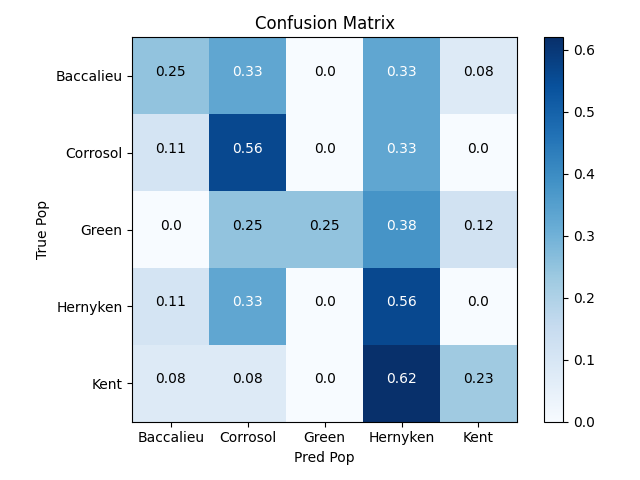 Confusion Matrix
Baccalieu 0.25 0.33 0.0 0.33 0.08
Corrosol 0.11 0.56 0.0 0.33 0.0
Green 0.0 0.25 0.25 0.38 0.12
Hernyken 0.11 0.33 0.0 0.56 0.0
Kent 0.08 0.08 0.0 0.62 0.23
Baccalieu Corrosol Green Hernyken Kent
Pred Pop
True Pop
0.6
0.5
0.4
0.3
0.2
0.1
0.0